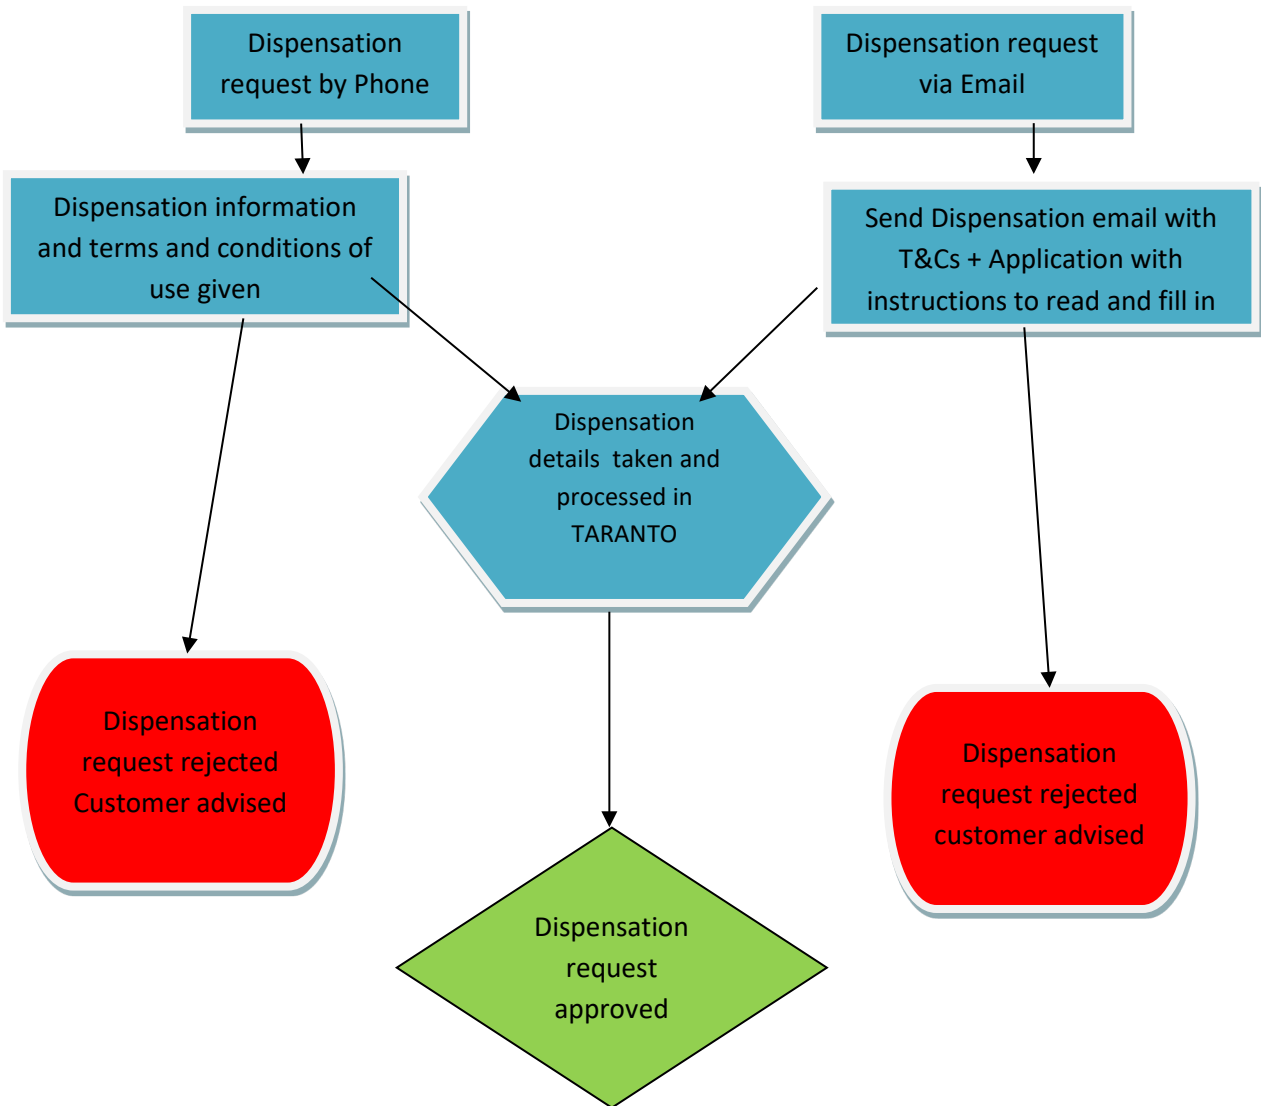 Dispensation
request by Phone
Dispensation request
via Email
Dispensation information
and terms and conditions of
use given
Send Dispensation email with
T&Cs + Application with
instructions to read and fill in
Dispensation
details  taken and
processed in
TARANTO
Dispensation
request rejected
Customer advised
Dispensation
request rejected
customer advised
Dispensation
request
approved